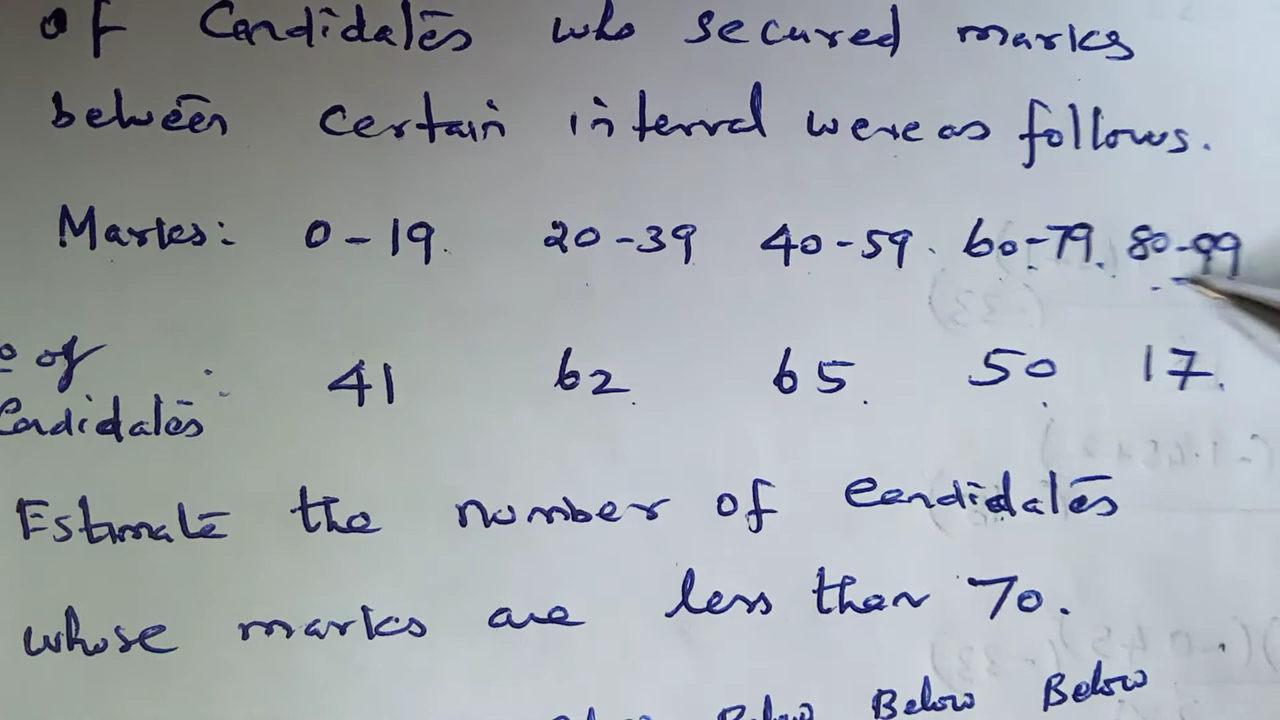 of Candidates who secured marks
between certain interval were as follows.
Marks: 0-19. 20-39 40-59. 60-79. 80-99
of : 41 62. 65. 50. 17.
Candidates
Estimate the number of candidates
whose marks are less than 70.
Below Below Below